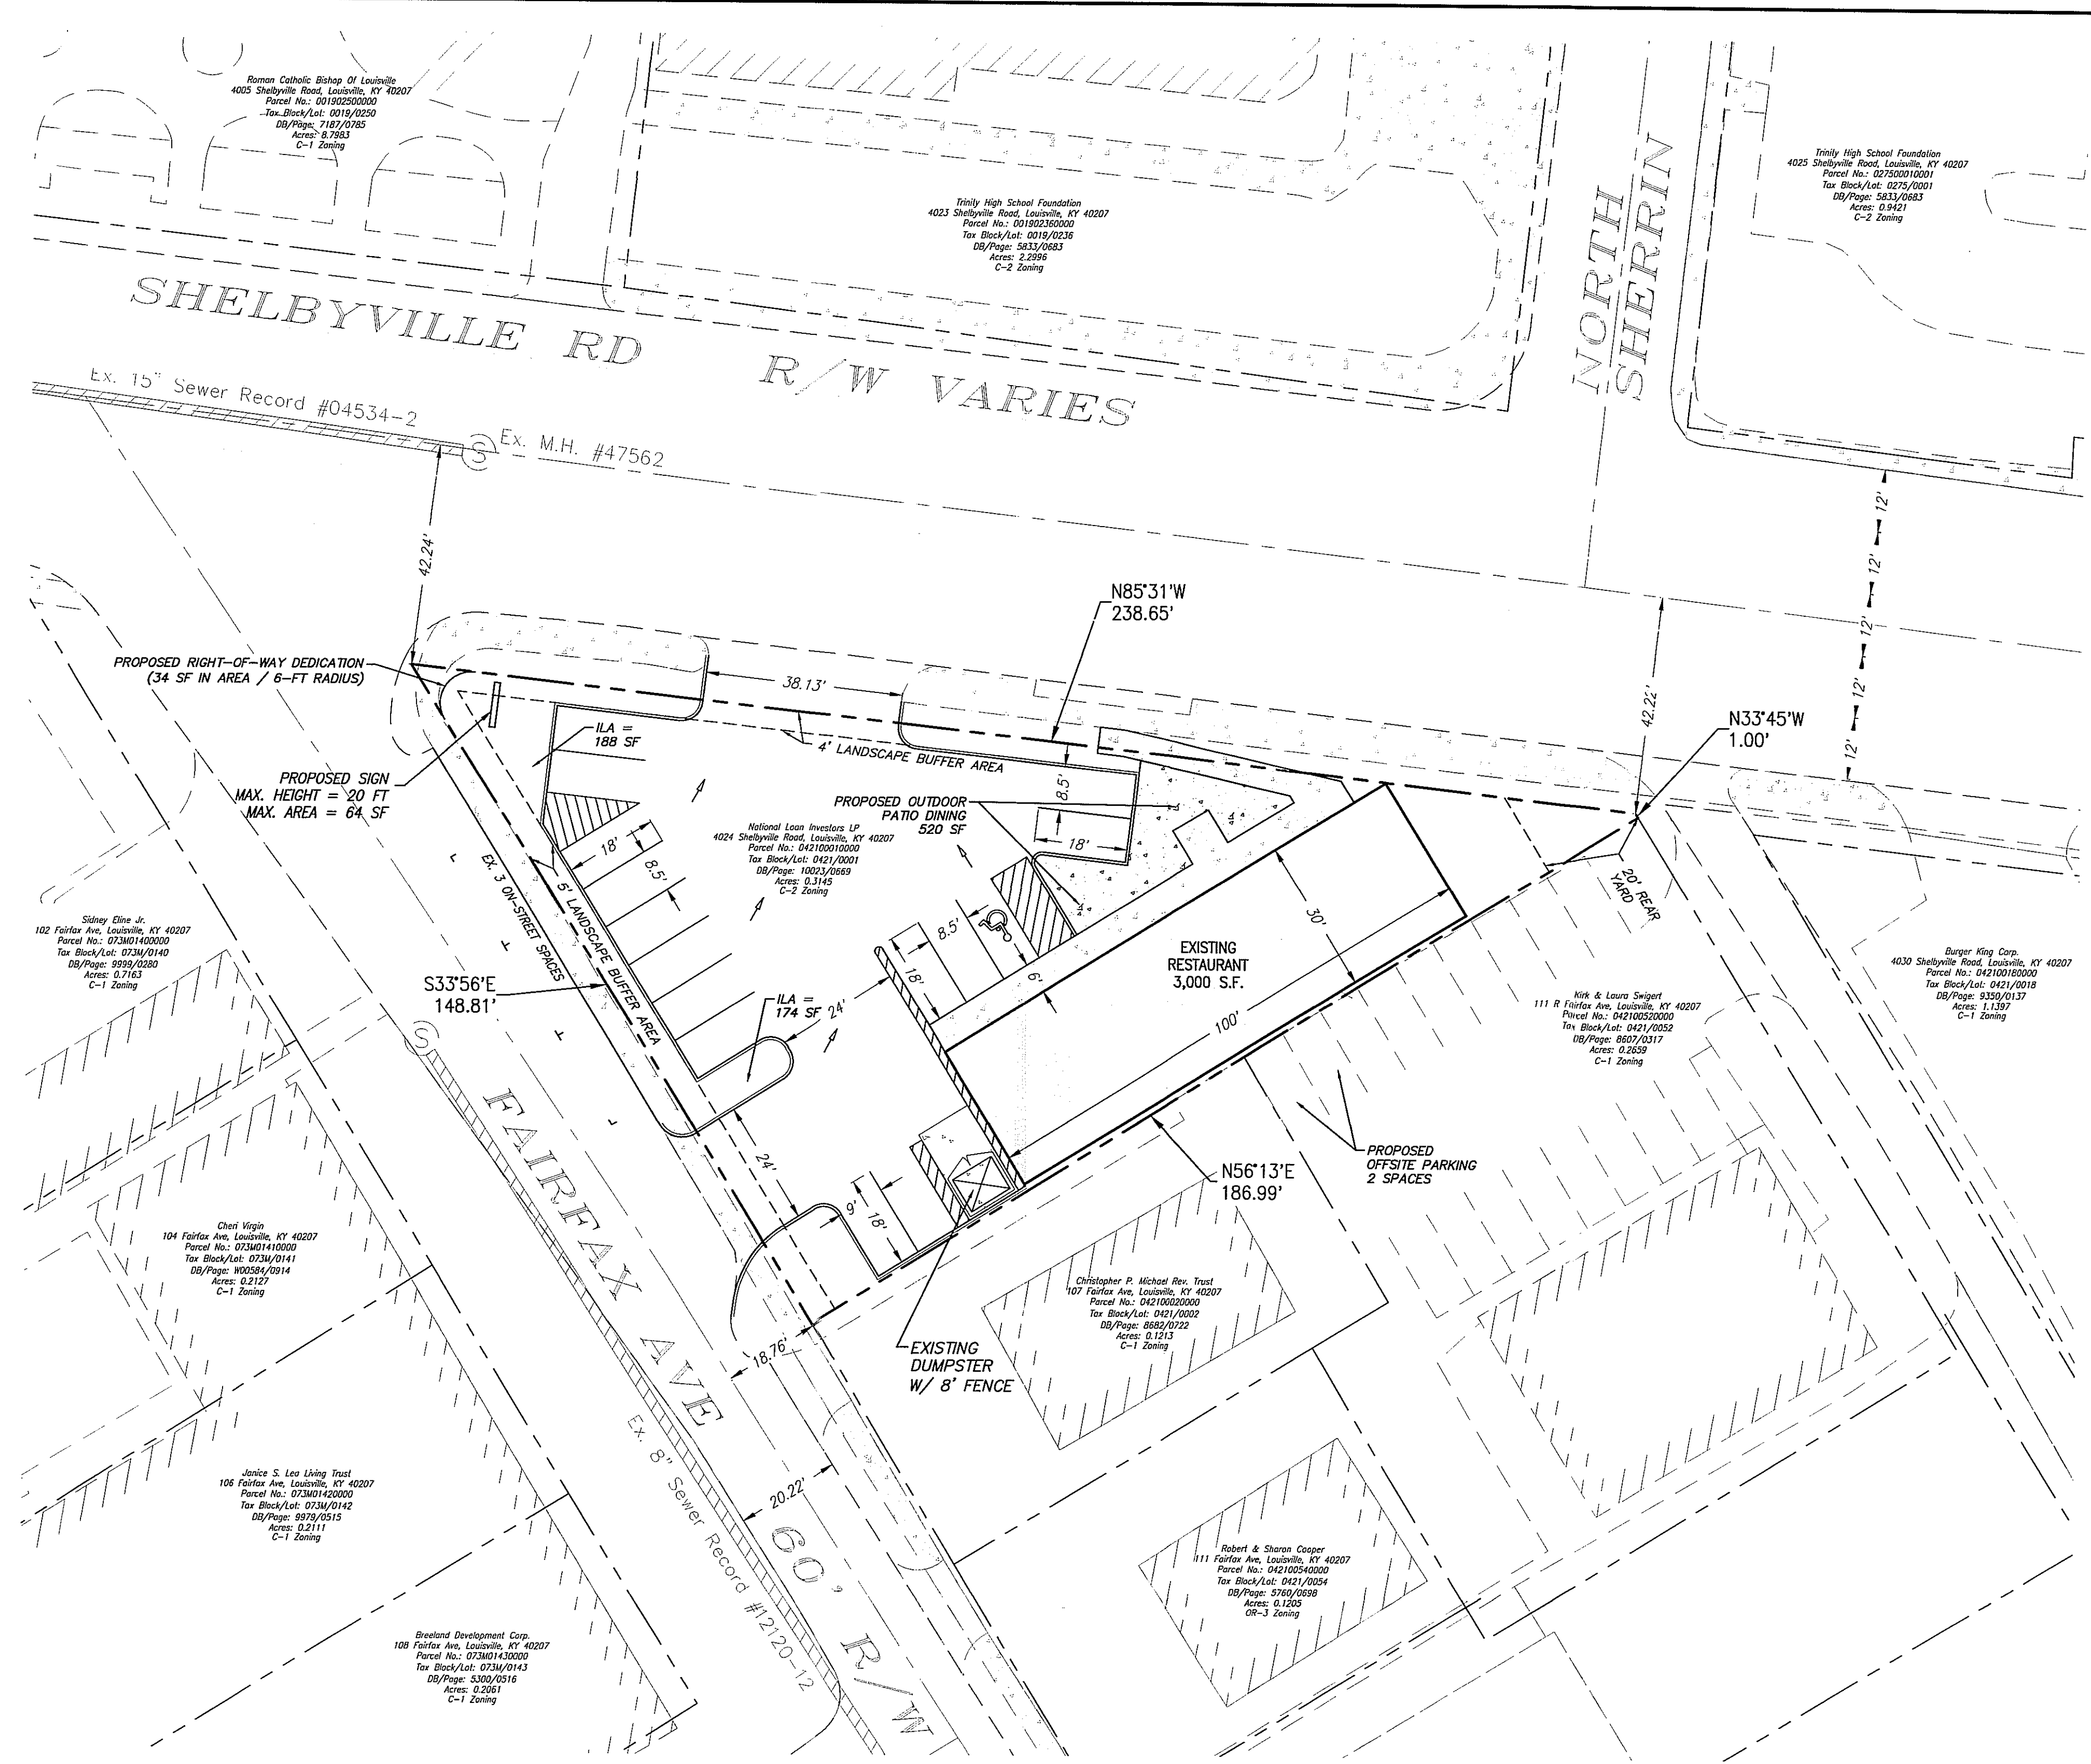 Roman Catholic Bishop Of Louisville
4005 Shelbyville Road, Louisville, KY 40207
Parcel No.: 001902500000
Tax Block/Lot: 0019/0250
DB/Page: 7187/0785
Acres: 8.7983
C-1 Zoning
Trinity High School Foundation
4023 Shelbyville Road, Louisville, KY 40207
Parcel No.: 001902360000
Tax Block/Lot: 0019/0236
DB/Page: 5833/0683
Acres: 2.2996
C-2 Zoning
Trinity High School Foundation
4025 Shelbyville Road, Louisville, KY 40207
Parcel No.: 027500010001
Tax Block/Lot: 0275/0001
DB/Page: 5833/0683
Acres: 0.9421
C-2 Zoning
NORTH
SHERRIN
SHELBYVILLE RD R/W VARIES
Ex. 15" Sewer Record #04534-2
S
Ex. M.H. #47562
42.24'
12'
12'
12'
12'
12'
12'
N85°31'W
238.65'
42.22'
N33°45'W
1.00'
PROPOSED RIGHT-OF-WAY DEDICATION
(34 SF IN AREA / 6-FT RADIUS)
38.13'
ILA =
188 SF
4' LANDSCAPE BUFFER AREA
PROPOSED SIGN
MAX. HEIGHT = 20 FT
MAX. AREA = 64 SF
8.5'
18'
PROPOSED OUTDOOR
PATIO DINING
520 SF
National Loan Investors LP
4024 Shelbyville Road, Louisville, KY 40207
Parcel No.: 042100010000
Tax Block/Lot: 0421/0001
DB/Page: 10023/0669
Acres: 0.3145
C-2 Zoning
18'
8.5'
EX. 3 ON-STREET SPACES
5' LANDSCAPE BUFFER AREA
20' REAR
YARD
Sidney Eline Jr.
102 Fairfax Ave, Louisville, KY 40207
Parcel No.: 073M01400000
Tax Block/Lot: 073M/0140
DB/Page: 9999/0280
Acres: 0.7163
C-1 Zoning
S33°56'E
148.81'
8.5'
18'
6'
30'
100'
EXISTING
RESTAURANT
3,000 S.F.
ILA =
174 SF
24'
Kirk & Laura Swigert
111 R Fairfax Ave, Louisville, KY 40207
Parcel No.: 042100520000
Tax Block/Lot: 0421/0052
DB/Page: 8607/0317
Acres: 0.2659
C-1 Zoning
Burger King Corp.
4030 Shelbyville Road, Louisville, KY 40207
Parcel No.: 042100180000
Tax Block/Lot: 0421/0018
DB/Page: 9350/0137
Acres: 1.1397
C-1 Zoning
S
24'
9'
18'
N56°13'E
186.99'
PROPOSED
OFFSITE PARKING
2 SPACES
Cheri Virgin
104 Fairfax Ave, Louisville, KY 40207
Parcel No.: 073M01410000
Tax Block/Lot: 073M/0141
DB/Page: W00584/0914
Acres: 0.2127
C-1 Zoning
Christopher P. Michael Rev. Trust
107 Fairfax Ave, Louisville, KY 40207
Parcel No.: 042100020000
Tax Block/Lot: 0421/0002
DB/Page: 8682/0722
Acres: 0.1213
C-1 Zoning
EXISTING
DUMPSTER
W/ 8' FENCE
18.76'
FAIRFAX AVE 60' R/W
Ex. 8" Sewer Record #12120-12
20.22'
Janice S. Lea Living Trust
106 Fairfax Ave, Louisville, KY 40207
Parcel No.: 073M01420000
Tax Block/Lot: 073M/0142
DB/Page: 9979/0515
Acres: 0.2111
C-1 Zoning
Robert & Sharon Cooper
111 Fairfax Ave, Louisville, KY 40207
Parcel No.: 042100540000
Tax Block/Lot: 0421/0054
DB/Page: 5760/0698
Acres: 0.1205
OR-3 Zoning
Breeland Development Corp.
108 Fairfax Ave, Louisville, KY 40207
Parcel No.: 073M01430000
Tax Block/Lot: 073M/0143
DB/Page: 5300/0516
Acres: 0.2061
C-1 Zoning